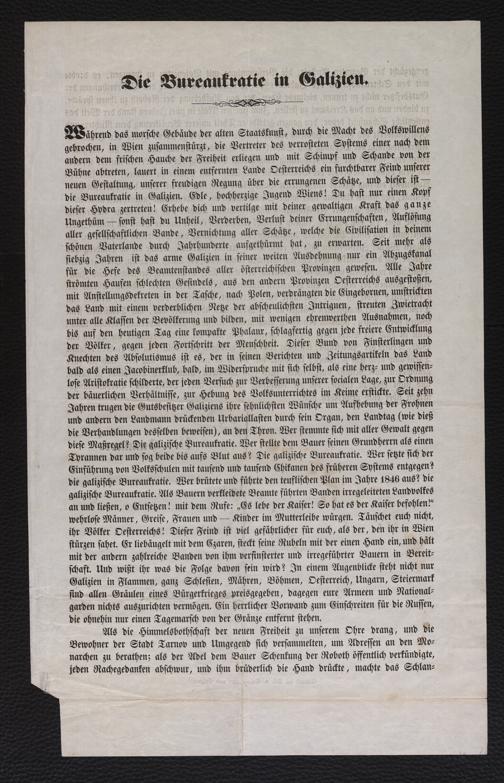 Die Bureaukratie in Galizien.
Während das morsche Gebäude der alten Staatskunst, durch die Macht des Volkswillens
gebrochen, in Wien zusammenstürzt, die Vertreter des verrosteten Systems einer nach dem
andern dem frischen Hauche der Freiheit erliegen und mit Schimpf und Schande von der
Bühne abtreten, lauert in einem entfernten Lande Oesterreichs ein furchtbarer Feind unserer
neuen Gestaltung, unserer freudigen Regung über die errungenen Schätze, und dieser ist —
die Bureaukratie in Galizien. Edle, hochherzige Jugend Wiens! Du hast nur einen Kopf
dieser Hydra zertreten! Erhebe dich und vertilge mit deiner gewaltigen Kraft das ganze
Ungethüm — sonst hast du Unheil, Verderben, Verlust deiner Errungenschaften, Auflösung
aller gesellschaftlichen Bande, Vernichtung aller Schätze, welche die Civilisation in deinem
schönen Vaterlande durch Jahrhunderte aufgethürmt hat, zu erwarten. Seit mehr als
siebzig Jahren ist das arme Galizien in seiner weiten Ausdehnung nur ein Abzugskanal
für die Hefe des Beamtenstandes aller österreichischen Provinzen gewesen. Alle Jahre
strömten Haufen schlechten Gesindels, aus den andern Provinzen Oesterreichs ausgestoßen,
mit Anstellungsdekreten in der Tasche, nach Polen, verdrängten die Eingebornen, umstrickten
das Land mit einem verderblichen Netze der abscheulichsten Intriguen, streuten Zwietracht
unter alle Klassen der Bevölkerung und bilden, mit wenigen ehrenwerthen Ausnahmen, noch
bis auf den heutigen Tag eine kompakte Phalanx, schlagfertig gegen jede freiere Entwicklung
der Völker, gegen jeden Fortschritt der Menschheit. Dieser Bund von Finsterlingen und
Knechten des Absolutismus ist es, der in seinen Berichten und Zeitungsartikeln das Land
bald als einen Jacobinerklub, bald, im Widerspruche mit sich selbst, als eine herz- und gewissen-
lose Aristokratie schilderte, der jeden Versuch zur Verbesserung unserer socialen Lage, zur Ordnung
der bäuerlichen Verhältnisse, zur Hebung des Volksunterrichtes im Keime erstickte. Seit zehn
Jahren trugen die Gutsbesitzer Galiziens ihre sehnlichsten Wünsche um Aufhebung der Frohnen
und andern den Landmann drückenden Urbariallasten durch sein Organ, den Landtag (wie dieß
die Verhandlungen desselben beweisen), an den Thron. Wer stemmte sich mit aller Gewalt gegen
diese Maßregel? Die galizische Bureaukratie. Wer stellte dem Bauer seinen Grundherrn als einen
Tyrannen dar und sog beide bis aufs Blut aus? Die galizische Bureaukratie. Wer setzte sich der
Einführung von Volksschulen mit tausend und tausend Chikanen des früheren Systems entgegen?
die galizische Bureaukratie. Wer brütete und führte den teuflischen Plan im Jahre 1846 aus? die
galizische Bureaukratie. Als Bauern verkleidete Beamte führten Banden irregeleiteten Landvolkes
an und ließen, o Entsetzen! mit dem Rufe: „Es lebe der Kaiser! So hat es der Kaiser befohlen!“
wehrlose Männer, Greise, Frauen und — Kinder im Mutterleibe würgen. Täuschet euch nicht,
ihr Völker Oesterreichs! Dieser Feind ist viel gefährlicher für euch, als der, den ihr in Wien
stürzen sahet. Er liebäugelt mit dem Czaren, steckt seine Rubeln mit der einen Hand ein, und hält
mit der andern zahlreiche Banden von ihm verfinsterter und irregeführter Bauern in Bereit-
schaft. Und wißt ihr was die Folge davon sein wird? In einem Augenblicke steht nicht nur
Galizien in Flammen, ganz Schlesien, Mähren, Böhmen, Oesterreich, Ungarn, Steiermark
sind allen Gräulen eines Bürgerkrieges preisgegeben, dagegen eure Armeen und National-
garden nichts auszurichten vermögen. Ein herrlicher Vorwand zum Einschreiten für die Russen,
die ohnehin nur einen Tagemarsch von der Gränze entfernt stehen.
Als die Himmelsbothschaft der neuen Freiheit zu unserem Ohre drang, und die
Bewohner der Stadt Tarnov und Umgegend sich versammelten, um Adressen an den Mo-
narchen zu berathen; als der Adel dem Bauer Schenkung der Roboth öffentlich verkündigte,
jeden Rachegedanken abschwur, und ihm brüderlich die Hand drückte, machte das Schlan-